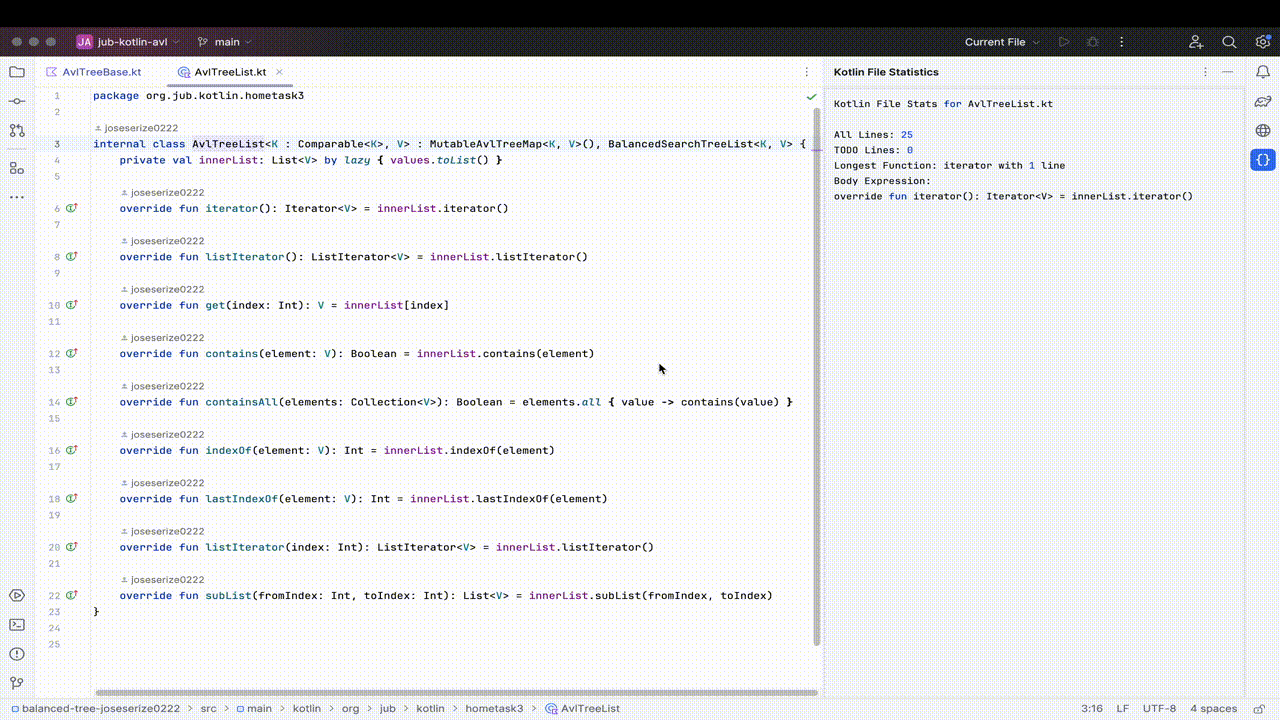 JA jub-kotlin-avl main Current File
AvlTreeBase.kt AvlTreeList.kt
1 package org.jub.kotlin.hometask3
2
joseserize0222
3 internal class AvlTreeList<K : Comparable<K>, V> : MutableAvlTreeMap<K, V>(), BalancedSearchTreeList<K, V> {
4 private val innerList: List<V> by lazy { values.toList() }
5
joseserize0222
6 override fun iterator(): Iterator<V> = innerList.iterator()
7
joseserize0222
8 override fun listIterator(): ListIterator<V> = innerList.listIterator()
9
joseserize0222
10 override fun get(index: Int): V = innerList[index]
11
joseserize0222
12 override fun contains(element: V): Boolean = innerList.contains(element)
13
joseserize0222
14 override fun containsAll(elements: Collection<V>): Boolean = elements.all { value -> contains(value) }
15
joseserize0222
16 override fun indexOf(element: V): Int = innerList.indexOf(element)
17
joseserize0222
18 override fun lastIndexOf(element: V): Int = innerList.lastIndexOf(element)
19
joseserize0222
20 override fun listIterator(index: Int): ListIterator<V> = innerList.listIterator()
21
joseserize0222
22 override fun subList(fromIndex: Int, toIndex: Int): List<V> = innerList.subList(fromIndex, toIndex)
23 }
24
25
Kotlin File Statistics
Kotlin File Stats for AvlTreeList.kt
All Lines: 25
TODO Lines: 0
Longest Function: iterator with 1 line
Body Expression:
override fun iterator(): Iterator<V> = innerList.iterator()
balanced-tree-joseserize0222 > src > main > kotlin > org > jub > kotlin > hometask3 > AvlTreeList 3:16 LF UTF-8 4 spaces